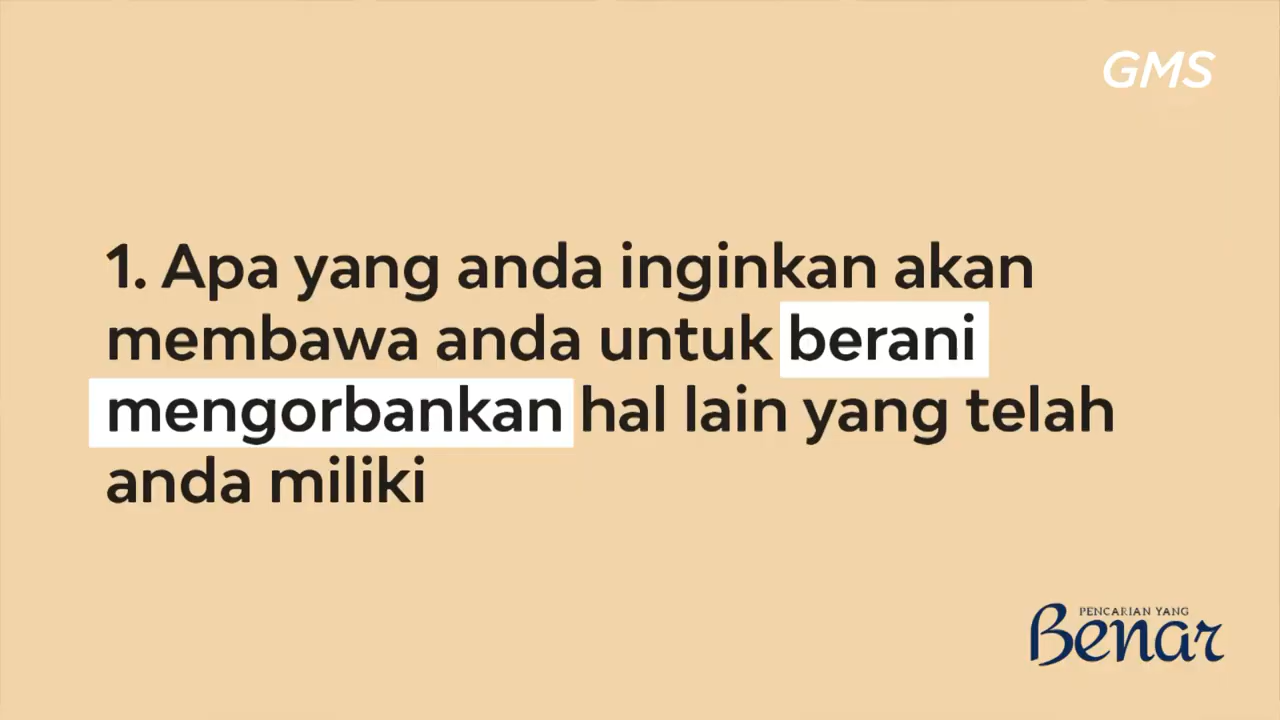 GMS
1. Apa yang anda inginkan akan
membawa anda untuk berani
mengorbankan hal lain yang telah
anda miliki
PENCARIAN YANG
Benar